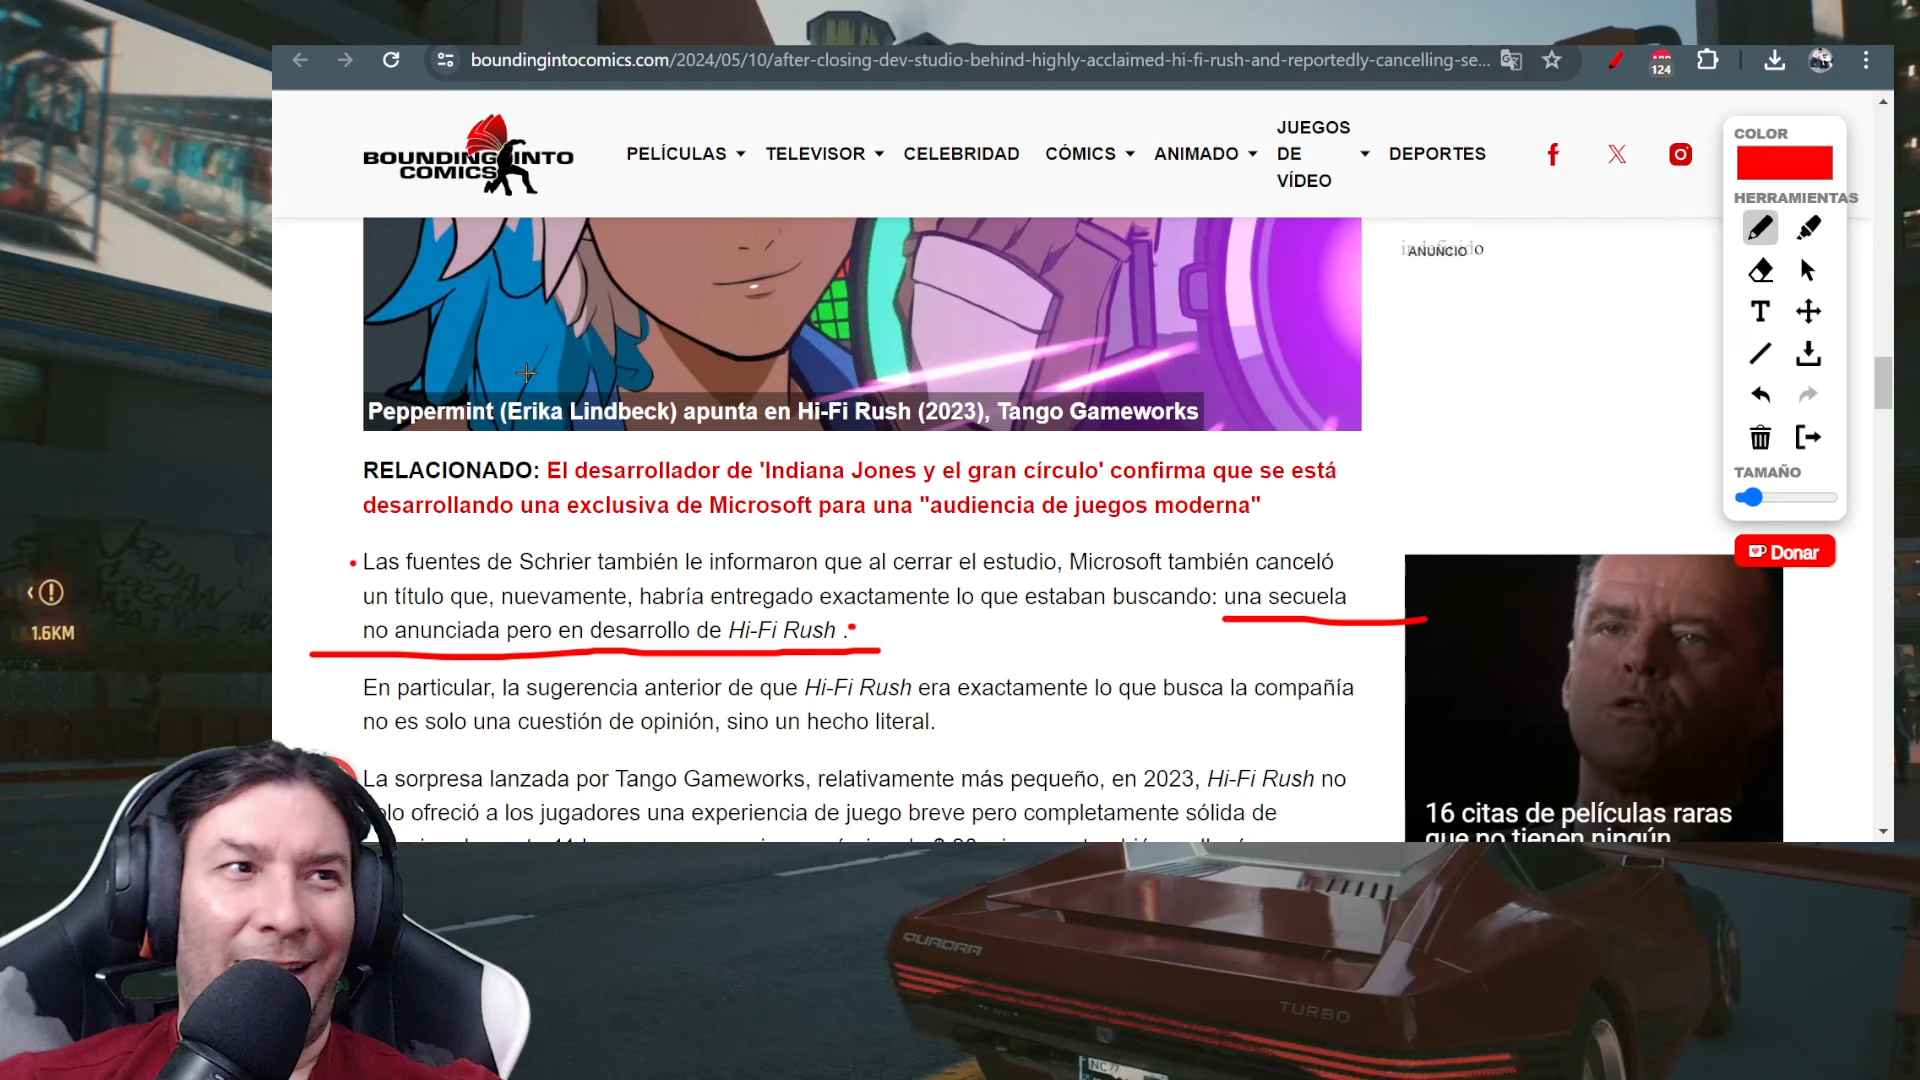 boundingintocomics.com/2024/05/10/after-closing-dev-studio-behind-highly-acclaimed-hi-fi-rush-and-reportedly-cancelling-se...
124
BOUNDING INTO
COMICS
PELÍCULAS
TELEVISOR
CELEBRIDAD
CÓMICS
ANIMADO
JUEGOS
DE
VÍDEO
DEPORTES
COLOR
HERRAMIENTAS
TAMAÑO
Donar
indefinido
ANUNCIO
Peppermint (Erika Lindbeck) apunta en Hi-Fi Rush (2023), Tango Gameworks
RELACIONADO: El desarrollador de 'Indiana Jones y el gran círculo' confirma que se está
desarrollando una exclusiva de Microsoft para una "audiencia de juegos moderna"
Las fuentes de Schrier también le informaron que al cerrar el estudio, Microsoft también canceló
un título que, nuevamente, habría entregado exactamente lo que estaban buscando: una secuela
no anunciada pero en desarrollo de Hi-Fi Rush .
En particular, la sugerencia anterior de que Hi-Fi Rush era exactamente lo que busca la compañía
no es solo una cuestión de opinión, sino un hecho literal.
La sorpresa lanzada por Tango Gameworks, relativamente más pequeño, en 2023, Hi-Fi Rush no
ofreció a los jugadores una experiencia de juego breve pero completamente sólida de
16 citas de películas raras
que no tienen ningún
1.6KM
QUADRA
TURBO
NC77